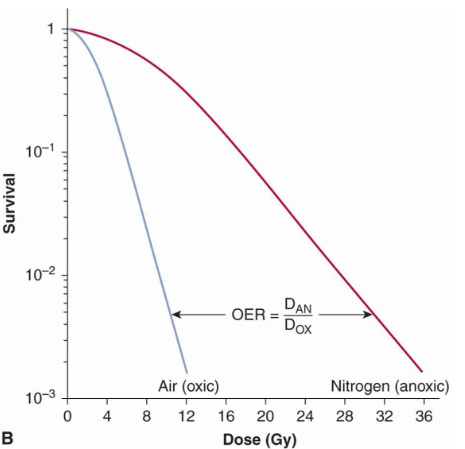 1
10⁻¹
10⁻²
10⁻³
Survival
OER = D_AN / D_OX
Air (oxic)
Nitrogen (anoxic)
0 4 8 12 16 20 24 28 32 36
B
Dose (Gy)